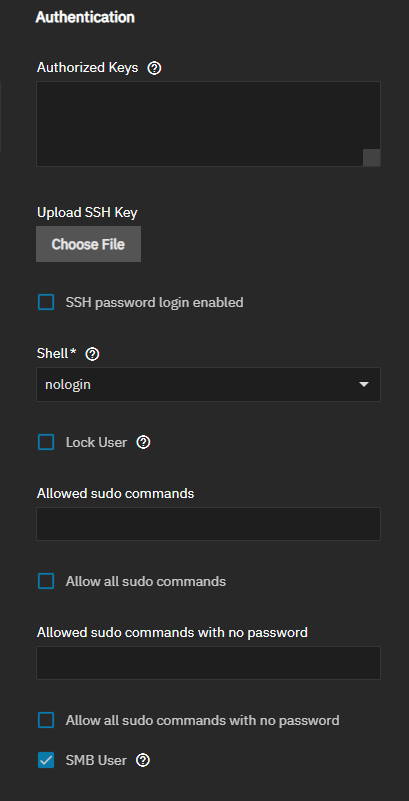 Authentication
Authorized Keys ?
Upload SSH Key
Choose File
SSH password login enabled
Shell* ?
nologin
Lock User ?
Allowed sudo commands
Allow all sudo commands
Allowed sudo commands with no password
Allow all sudo commands with no password
SMB User ?